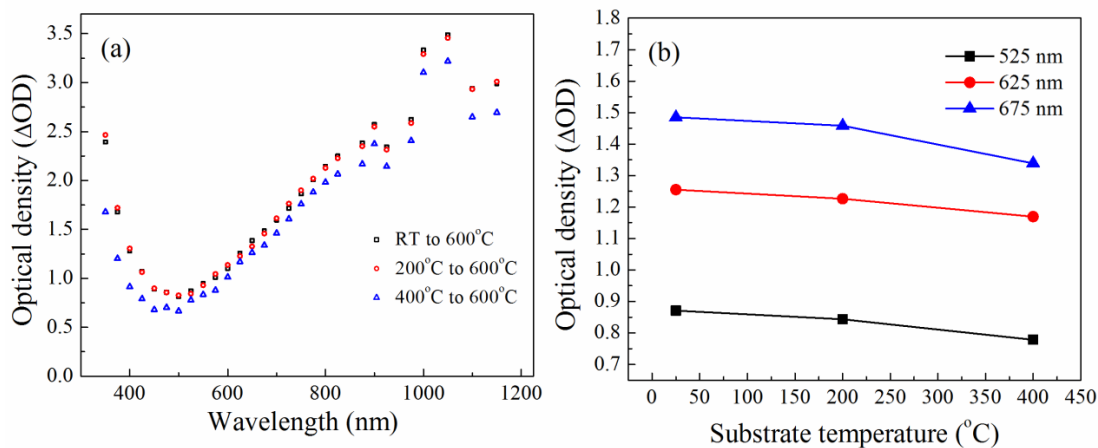 (a)
Optical density (ΔOD)
3.5
3.0
2.5
2.0
1.5
1.0
0.5
0.0
400
600
800
1000
1200
Wavelength (nm)
RT to 600°C
200°C to 600°C
400°C to 600°C
(b)
Optical density (ΔOD)
1.8
1.7
1.6
1.5
1.4
1.3
1.2
1.1
1.0
0.9
0.8
0.7
0
50
100
150
200
250
300
350
400
450
Substrate temperature (°C)
525 nm
625 nm
675 nm